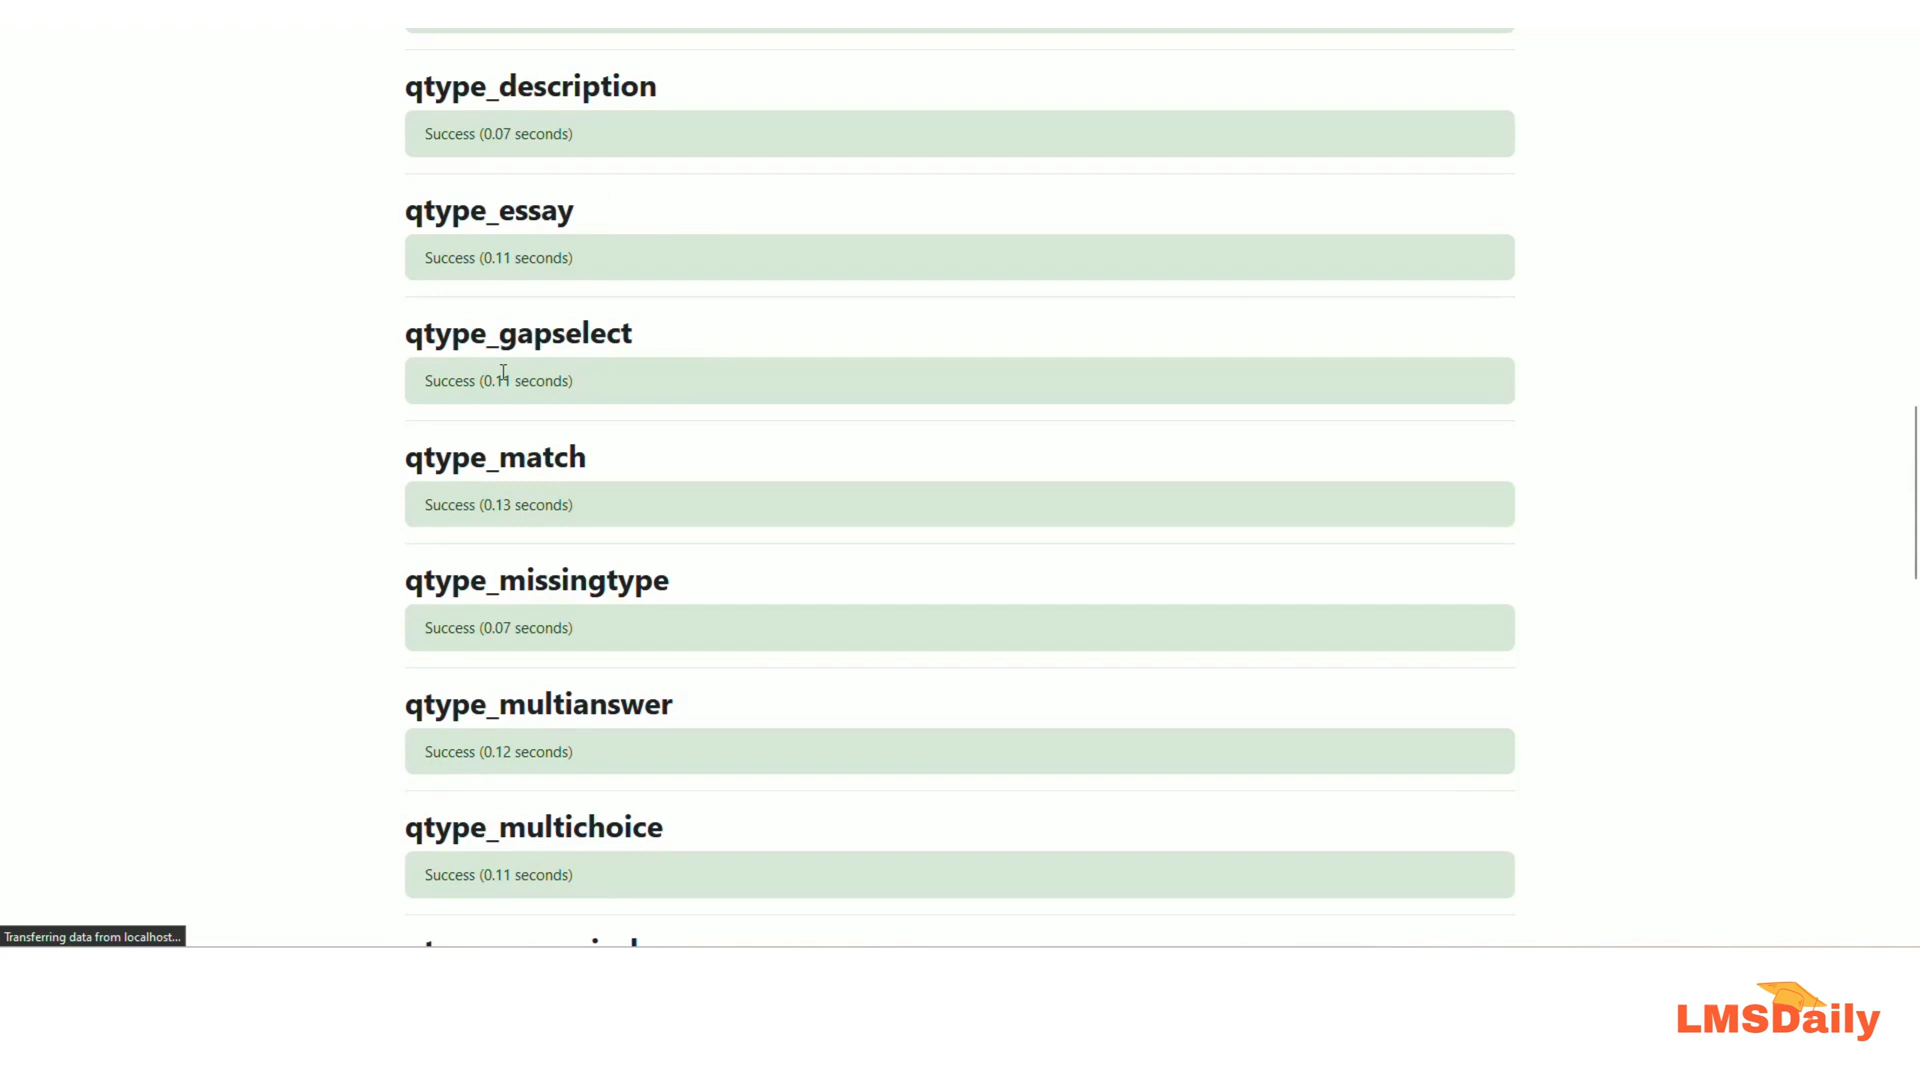 qtype_description
Success (0.07 seconds)
qtype_essay
Success (0.11 seconds)
qtype_gapselect
Success (0.11 seconds)
qtype_match
Success (0.13 seconds)
qtype_missingtype
Success (0.07 seconds)
qtype_multianswer
Success (0.12 seconds)
qtype_multichoice
Success (0.11 seconds)
Transferring data from localhost...
LMSDaily